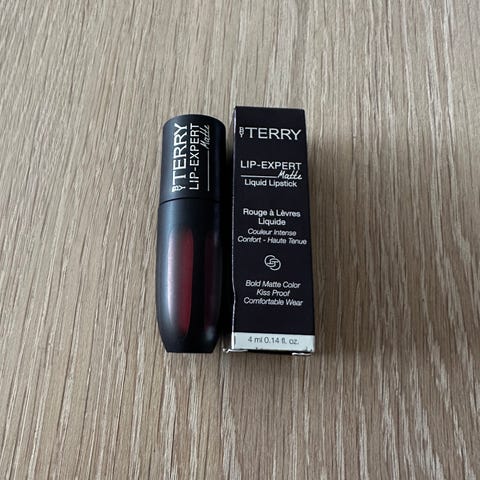 BY TERRY
LIP-EXPERT
Matte
BY TERRY
LIP-EXPERT
Matte
Liquid Lipstick
Rouge à Lèvres
Liquide
Couleur Intense
Confort - Haute Tenue
Bold Matte Color
Kiss Proof
Comfortable Wear
4 ml 0.14 fl. oz.